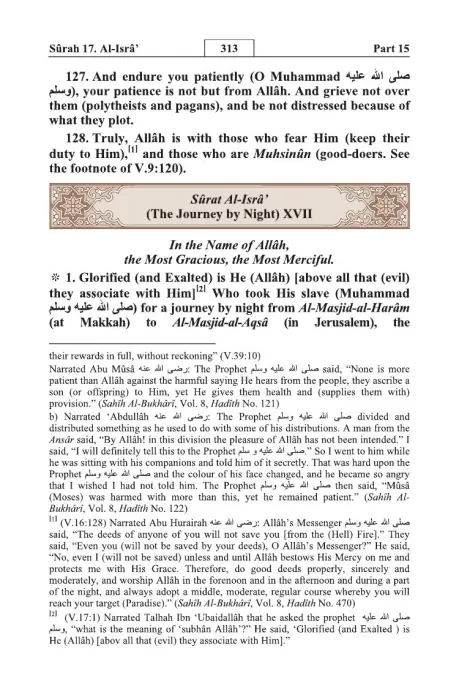 Sûrah 17. Al-Isrâ’ 313 Part 15
127. And endure you patiently (O Muhammad صلى الله عليه
وسلم), your patience is not but from Allâh. And grieve not over
them (polytheists and pagans), and be not distressed because of
what they plot.
128. Truly, Allâh is with those who fear Him (keep their
duty to Him),[1] and those who are Muhsinûn (good-doers. See
the footnote of V.9:120).
Sûrat Al-Isrâ’
(The Journey by Night) XVII
In the Name of Allâh,
the Most Gracious, the Most Merciful.
* 1. Glorified (and Exalted) is He (Allâh) [above all that (evil)
they associate with Him][2] Who took His slave (Muhammad
صلى الله عليه وسلم) for a journey by night from Al-Masjid-al-Harâm
(at Makkah) to Al-Masjid-al-Aqsâ (in Jerusalem), the
their rewards in full, without reckoning” (V.39:10)
Narrated Abu Mûsâ رضى الله عنه: The Prophet صلى الله عليه وسلم said, “None is more
patient than Allâh against the harmful saying He hears from the people, they ascribe a
son (or offspring) to Him, yet He gives them health and (supplies them with)
provision.” (Sahîh Al-Bukhârî, Vol. 8, Hadîth No. 121)
b) Narrated ‘Abdullâh رضى الله عنه: The Prophet صلى الله عليه وسلم divided and
distributed something as he used to do with some of his distributions. A man from the
Ansâr said, “By Allâh! in this division the pleasure of Allâh has not been intended.” I
said, “I will definitely tell this to the Prophet صلى الله عليه و سلم.” So I went to him while
he was sitting with his companions and told him of it secretly. That was hard upon the
Prophet صلى الله عليه وسلم and the colour of his face changed, and he became so angry
that I wished I had not told him. The Prophet صلى الله عليه وسلم then said, “Mûsâ
(Moses) was harmed with more than this, yet he remained patient.” (Sahîh Al-
Bukhârî, Vol. 8, Hadîth No. 122)
[1] (V.16:128) Narrated Abu Hurairah رضى الله عنه: Allâh’s Messenger صلى الله عليه وسلم
said, “The deeds of anyone of you will not save you [from the (Hell) Fire].” They
said, “Even you (will not be saved by your deeds), O Allâh’s Messenger?” He said,
“No, even I (will not be saved) unless and until Allâh bestows His Mercy on me and
protects me with His Grace. Therefore, do good deeds properly, sincerely and
moderately, and worship Allâh in the forenoon and in the afternoon and during a part
of the night, and always adopt a middle, moderate, regular course whereby you will
reach your target (Paradise).” (Sahîh Al-Bukhârî, Vol. 8, Hadîth No. 470)
[2] (V.17:1) Narrated Talhah Ibn ‘Ubaidallâh that he asked the prophet صلى الله عليه
وسلم, “what is the meaning of ‘subhân Allâh’?” He said, ‘Glorified (and Exalted ) is
He (Allâh) [abov all that (evil) they associate with Him].”